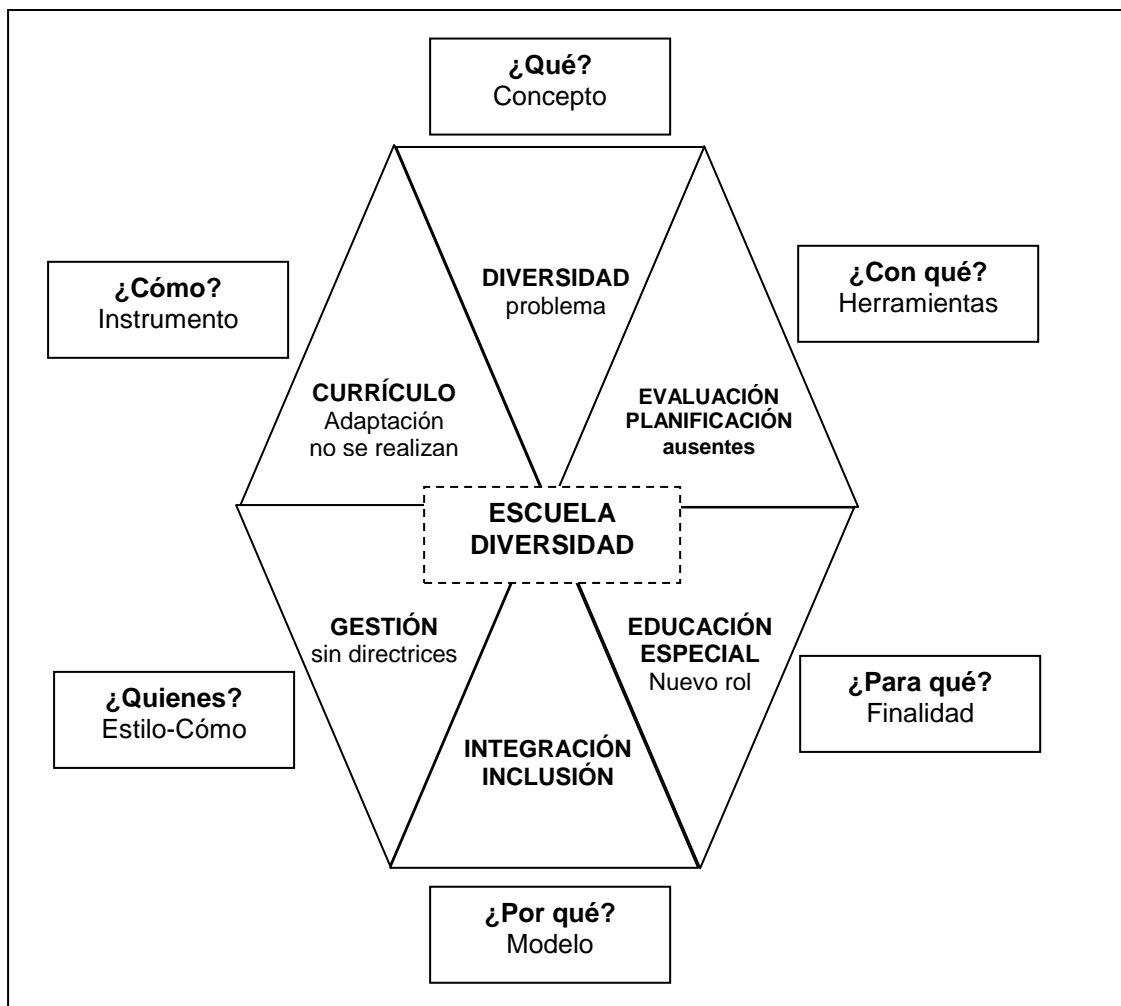 ¿Qué?
Concepto
¿Cómo?
Instrumento
DIVERSIDAD
problema
¿Con qué?
Herramientas
CURRÍCULO
Adaptación
no se realizan
EVALUACIÓN
PLANIFICACIÓN
ausentes
ESCUELA
DIVERSIDAD
GESTIÓN
sin directrices
EDUCACIÓN
ESPECIAL
Nuevo rol
¿Quienes?
Estilo-Cómo
INTEGRACIÓN
INCLUSIÓN
¿Para qué?
Finalidad
¿Por qué?
Modelo